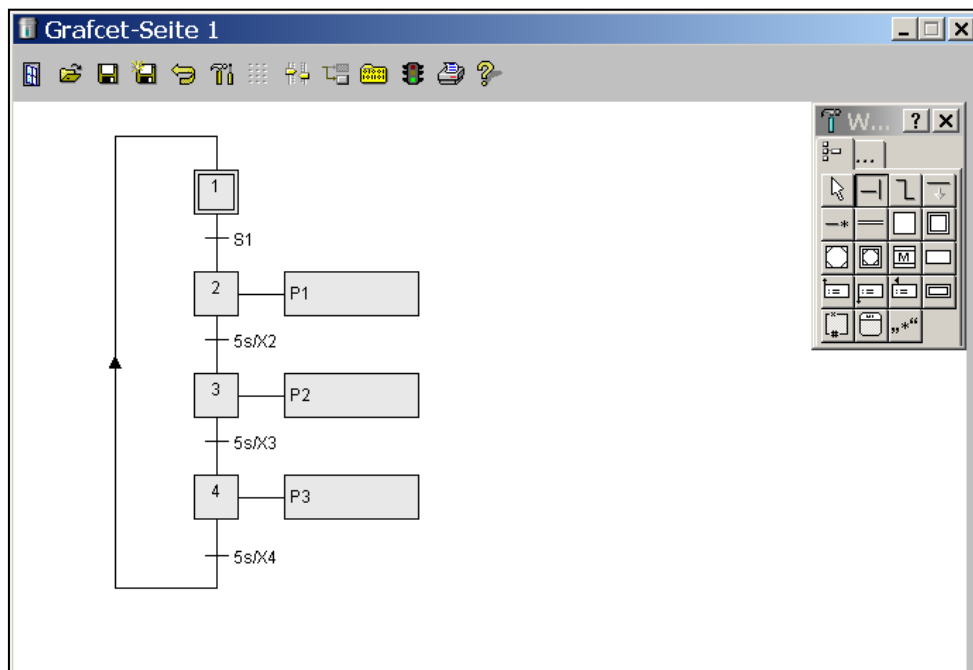 Grafcet-Seite 1
W... ?
...
1
S1
2 P1
5s/X2
3 P2
5s/X3
4 P3
5s/X4
M
:= := :=
* #
„*“